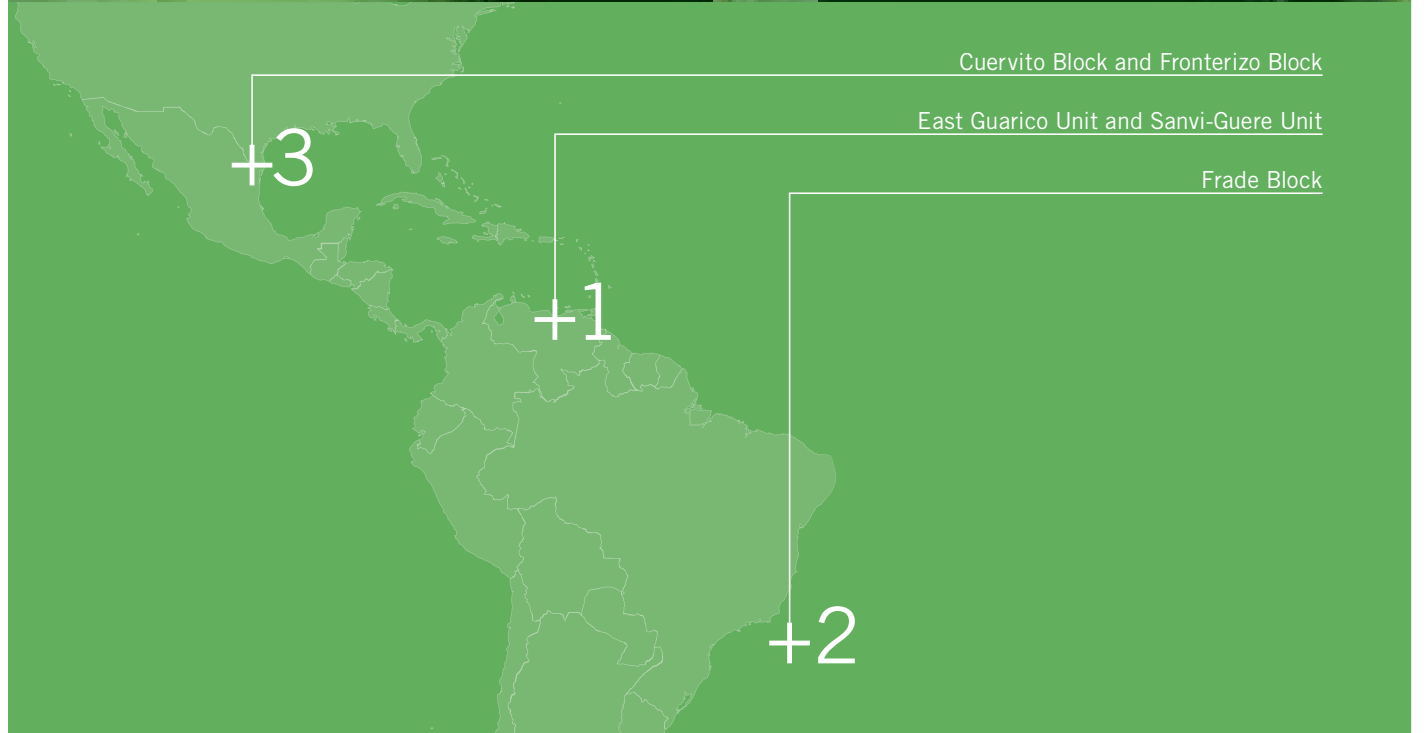 Cuervito Block and Fronterizo Block
East Guarico Unit and Sanvi-Guere Unit
+3
Frade Block
+1
+2